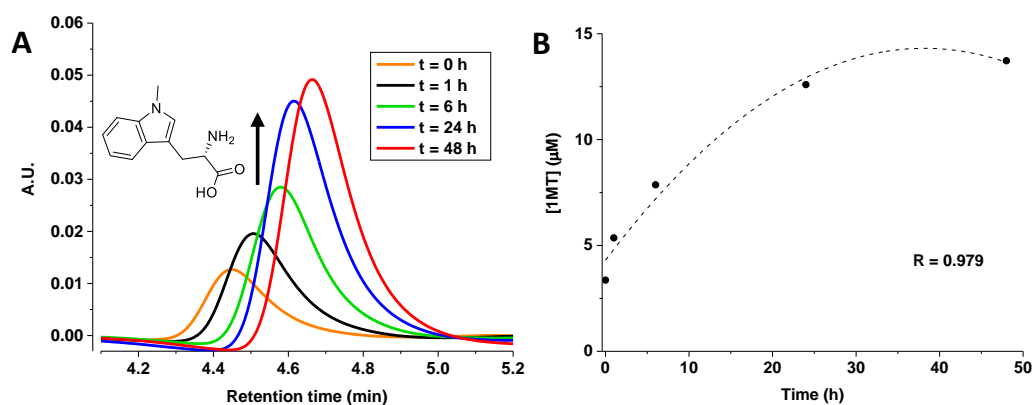 A
0.06
0.05
0.04
0.03
0.02
0.01
0.00
A.U.
4.2 4.4 4.6 4.8 5.0 5.2
Retention time (min)
N
NH2
O
HO
t = 0 h
t = 1 h
t = 6 h
t = 24 h
t = 48 h
B
15
10
5
0
[1MT] (µM)
R = 0.979
0 10 20 30 40 50
Time (h)